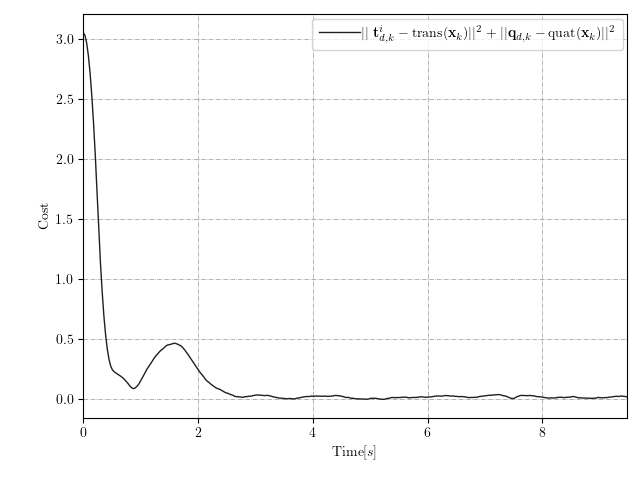 || t^i_{d,k} − trans(x_k)||² + ||q_{d,k} − quat(x_k)||²
3.0
2.5
2.0
1.5
1.0
0.5
0.0
Cost
0 2 4 6 8
Time[s]